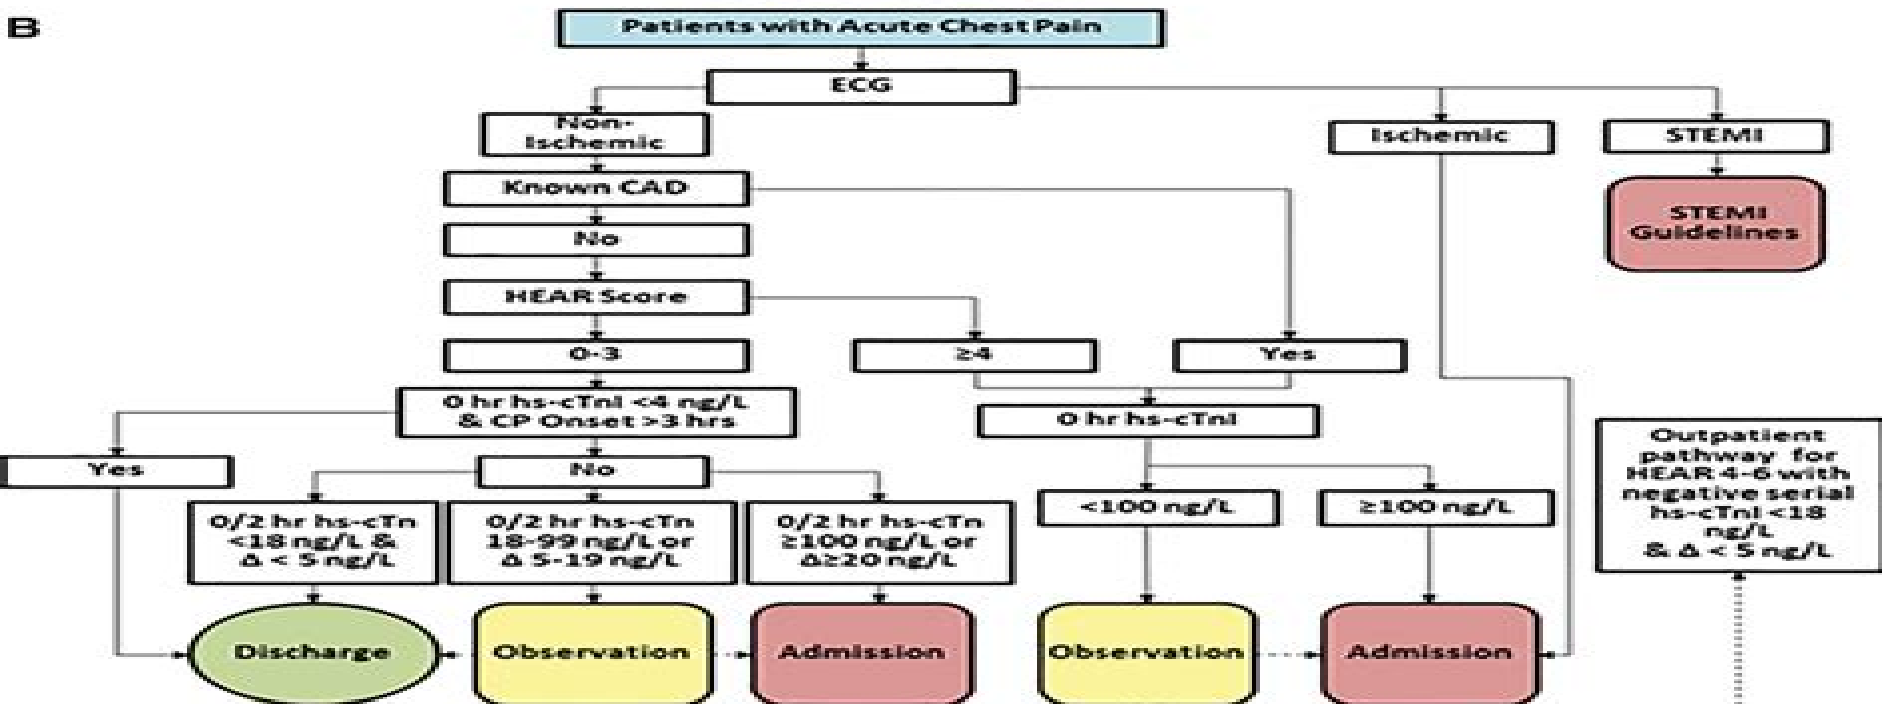 B
Patients with Acute Chest Pain
ECG
Non-
Ischemic
Ischemic
STEMI
Known CAD
STEMI
Guidelines
No
HEAR Score
0-3
≥4
Yes
0 hr hs-cTnI <4 ng/L
& CP Onset >3 hrs
0 hr hs-cTnI
Yes
No
<100 ng/L
≥100 ng/L
Outpatient
pathway for
HEAR 4-6 with
negative serial
hs-cTnI <18
ng/L
& Δ < 5 ng/L
0/2 hr hs-cTn
<18 ng/L &
Δ < 5 ng/L
0/2 hr hs-cTn
18-99 ng/L or
Δ 5-19 ng/L
0/2 hr hs-cTn
≥100 ng/L or
Δ≥20 ng/L
Discharge
Observation
Admission
Observation
Admission